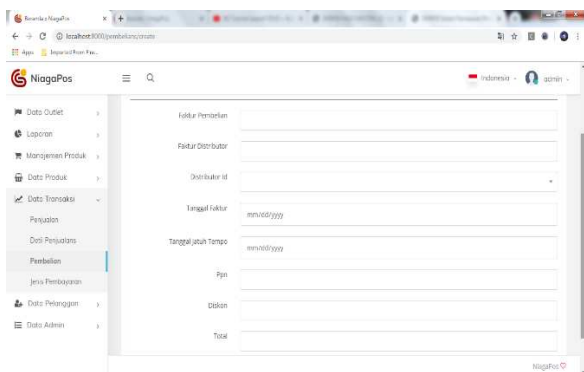 Beranda | NiagaPos
localhost:8000/pembelians/create
Apps
Imported From Fire...
NiagaPos
Indonesia
admin
Data Outlet
Laporan
Manajemen Produk
Data Produk
Data Transaksi
Penjualan
Detil Penjualans
Pembelian
Jenis Pembayaran
Data Pelanggan
Data Admin
Faktur Pembelian
Faktur Distributor
Distributor Id
Tanggal Faktur
mm/dd/yyyy
Tanggal Jatuh Tempo
mm/dd/yyyy
Ppn
Diskon
Total
NiagaPos